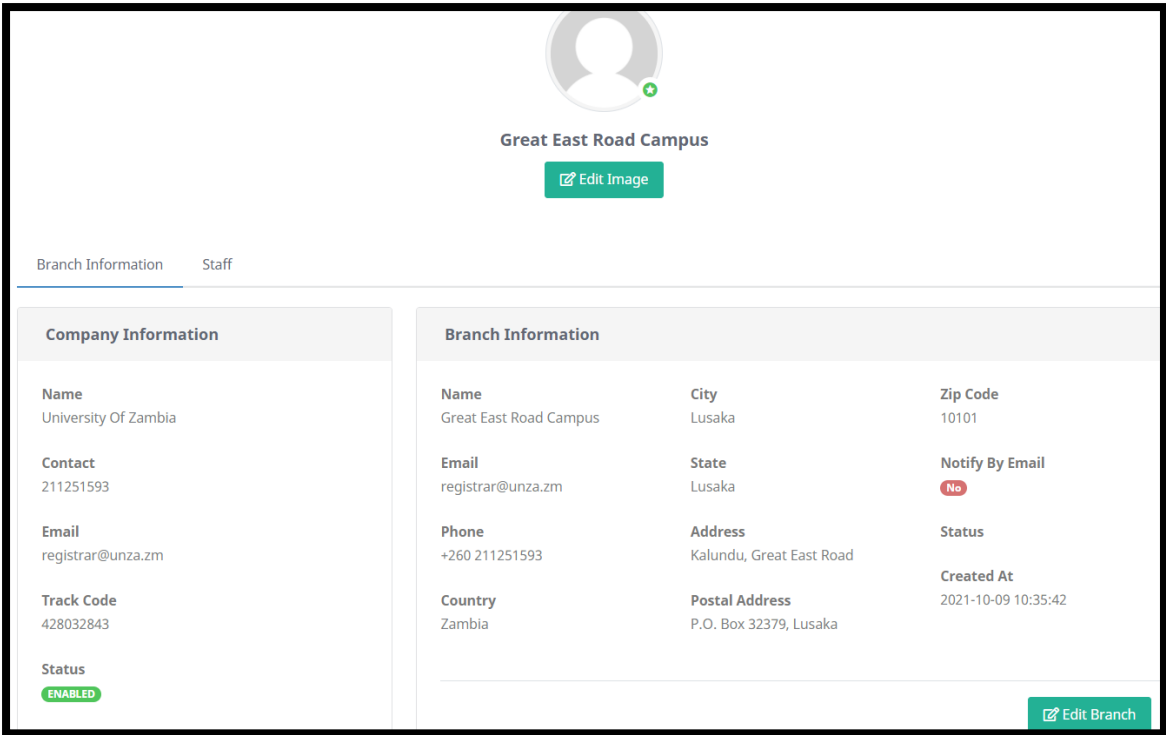 Great East Road Campus
Edit Image
Branch Information
Staff
Company Information
Name
University Of Zambia
Contact
211251593
Email
registrar@unza.zm
Track Code
428032843
Status
ENABLED
Branch Information
Name
Great East Road Campus
Email
registrar@unza.zm
Phone
+260 211251593
Country
Zambia
City
Lusaka
State
Lusaka
Address
Kalundu, Great East Road
Postal Address
P.O. Box 32379, Lusaka
Zip Code
10101
Notify By Email
No
Status
Created At
2021-10-09 10:35:42
Edit Branch